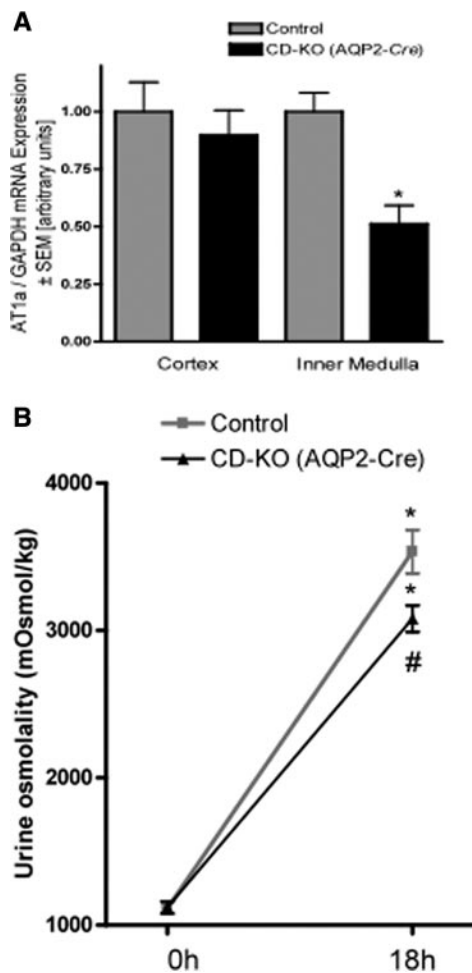 A
Control
CD-KO (AQP2-Cre)
AT1a / GAPDH mRNA Expression
± SEM [arbitrary units]
1.00
0.75
0.50
0.25
0.00
*
Cortex
Inner Medulla
B
Control
CD-KO (AQP2-Cre)
Urine osmolality (mOsmol/kg)
4000
3000
2000
1000
*
*
#
0h
18h